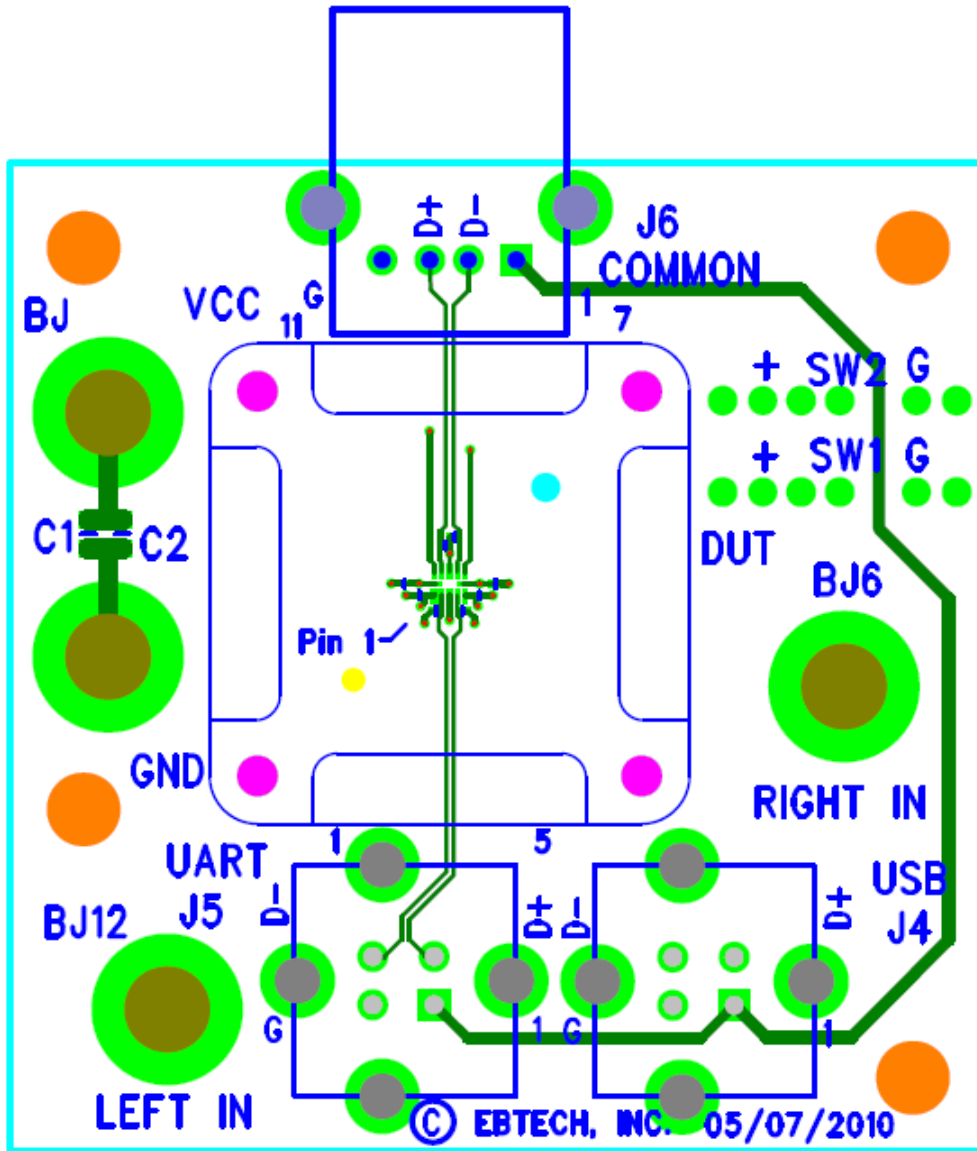 D+ D-
J6
COMMON
VCC
G
11
1
7
BJ
+ SW2 G
+ SW1 G
C1
C2
DUT
BJ6
Pin 1
GND
RIGHT IN
1
5
UART
USB
D-
J5
D+
D-
D+
BJ12
J4
G
1
G
1
LEFT IN
© EBTECH, INC. 05/07/2010